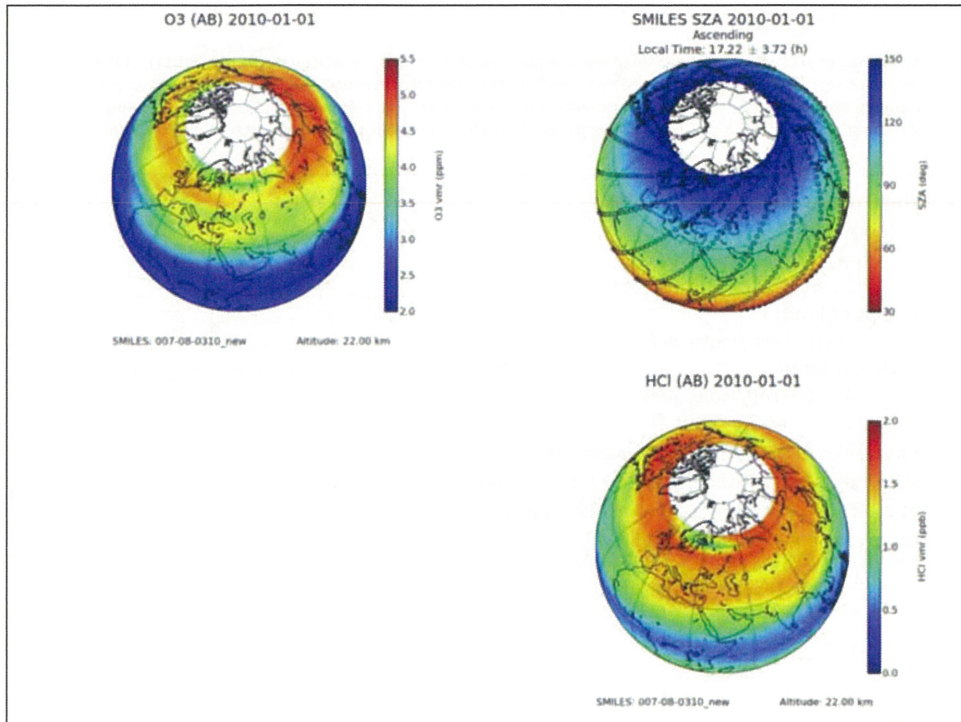 O3 (AB) 2010-01-01
5.5
5.0
4.5
4.0
3.5
3.0
2.5
2.0
O3 vmr (ppm)
SMILES: 007-08-0310_new Altitude: 22.00 km
SMILES SZA 2010-01-01
Ascending
Local Time: 17.22 ± 3.72 (h)
150
120
90
60
30
SZA (deg)
HCl (AB) 2010-01-01
2.0
1.5
1.0
0.5
0.0
HCl vmr (ppb)
SMILES: 007-08-0310_new Altitude: 22.00 km